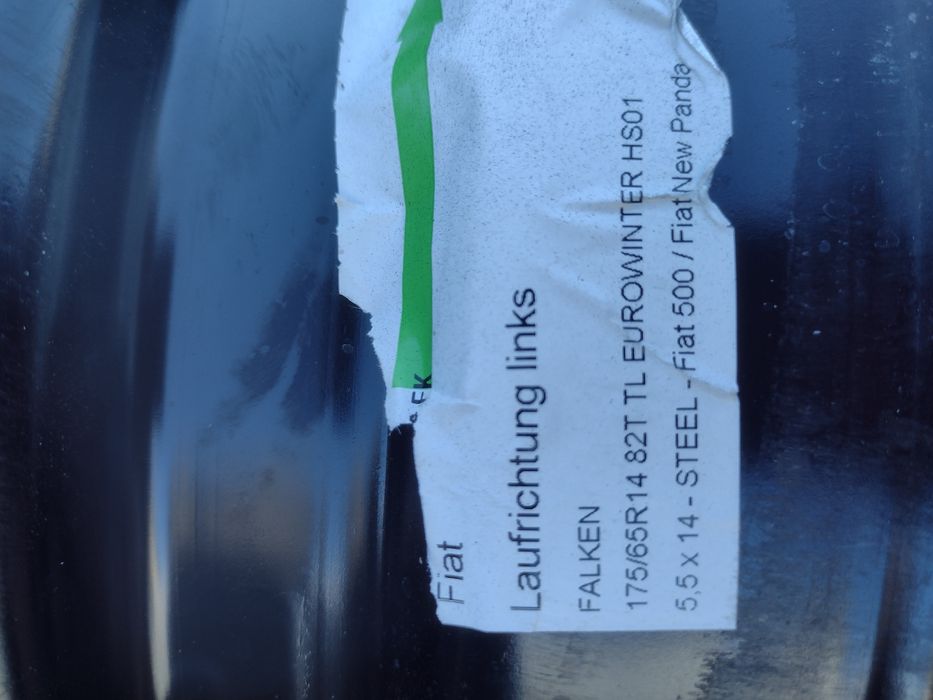 Fiat
Laufrichtung links
FALKEN
175/65R14 82T TL EUROWINTER HS01
5,5 x 14 - STEEL - Fiat 500 / Fiat New Panda